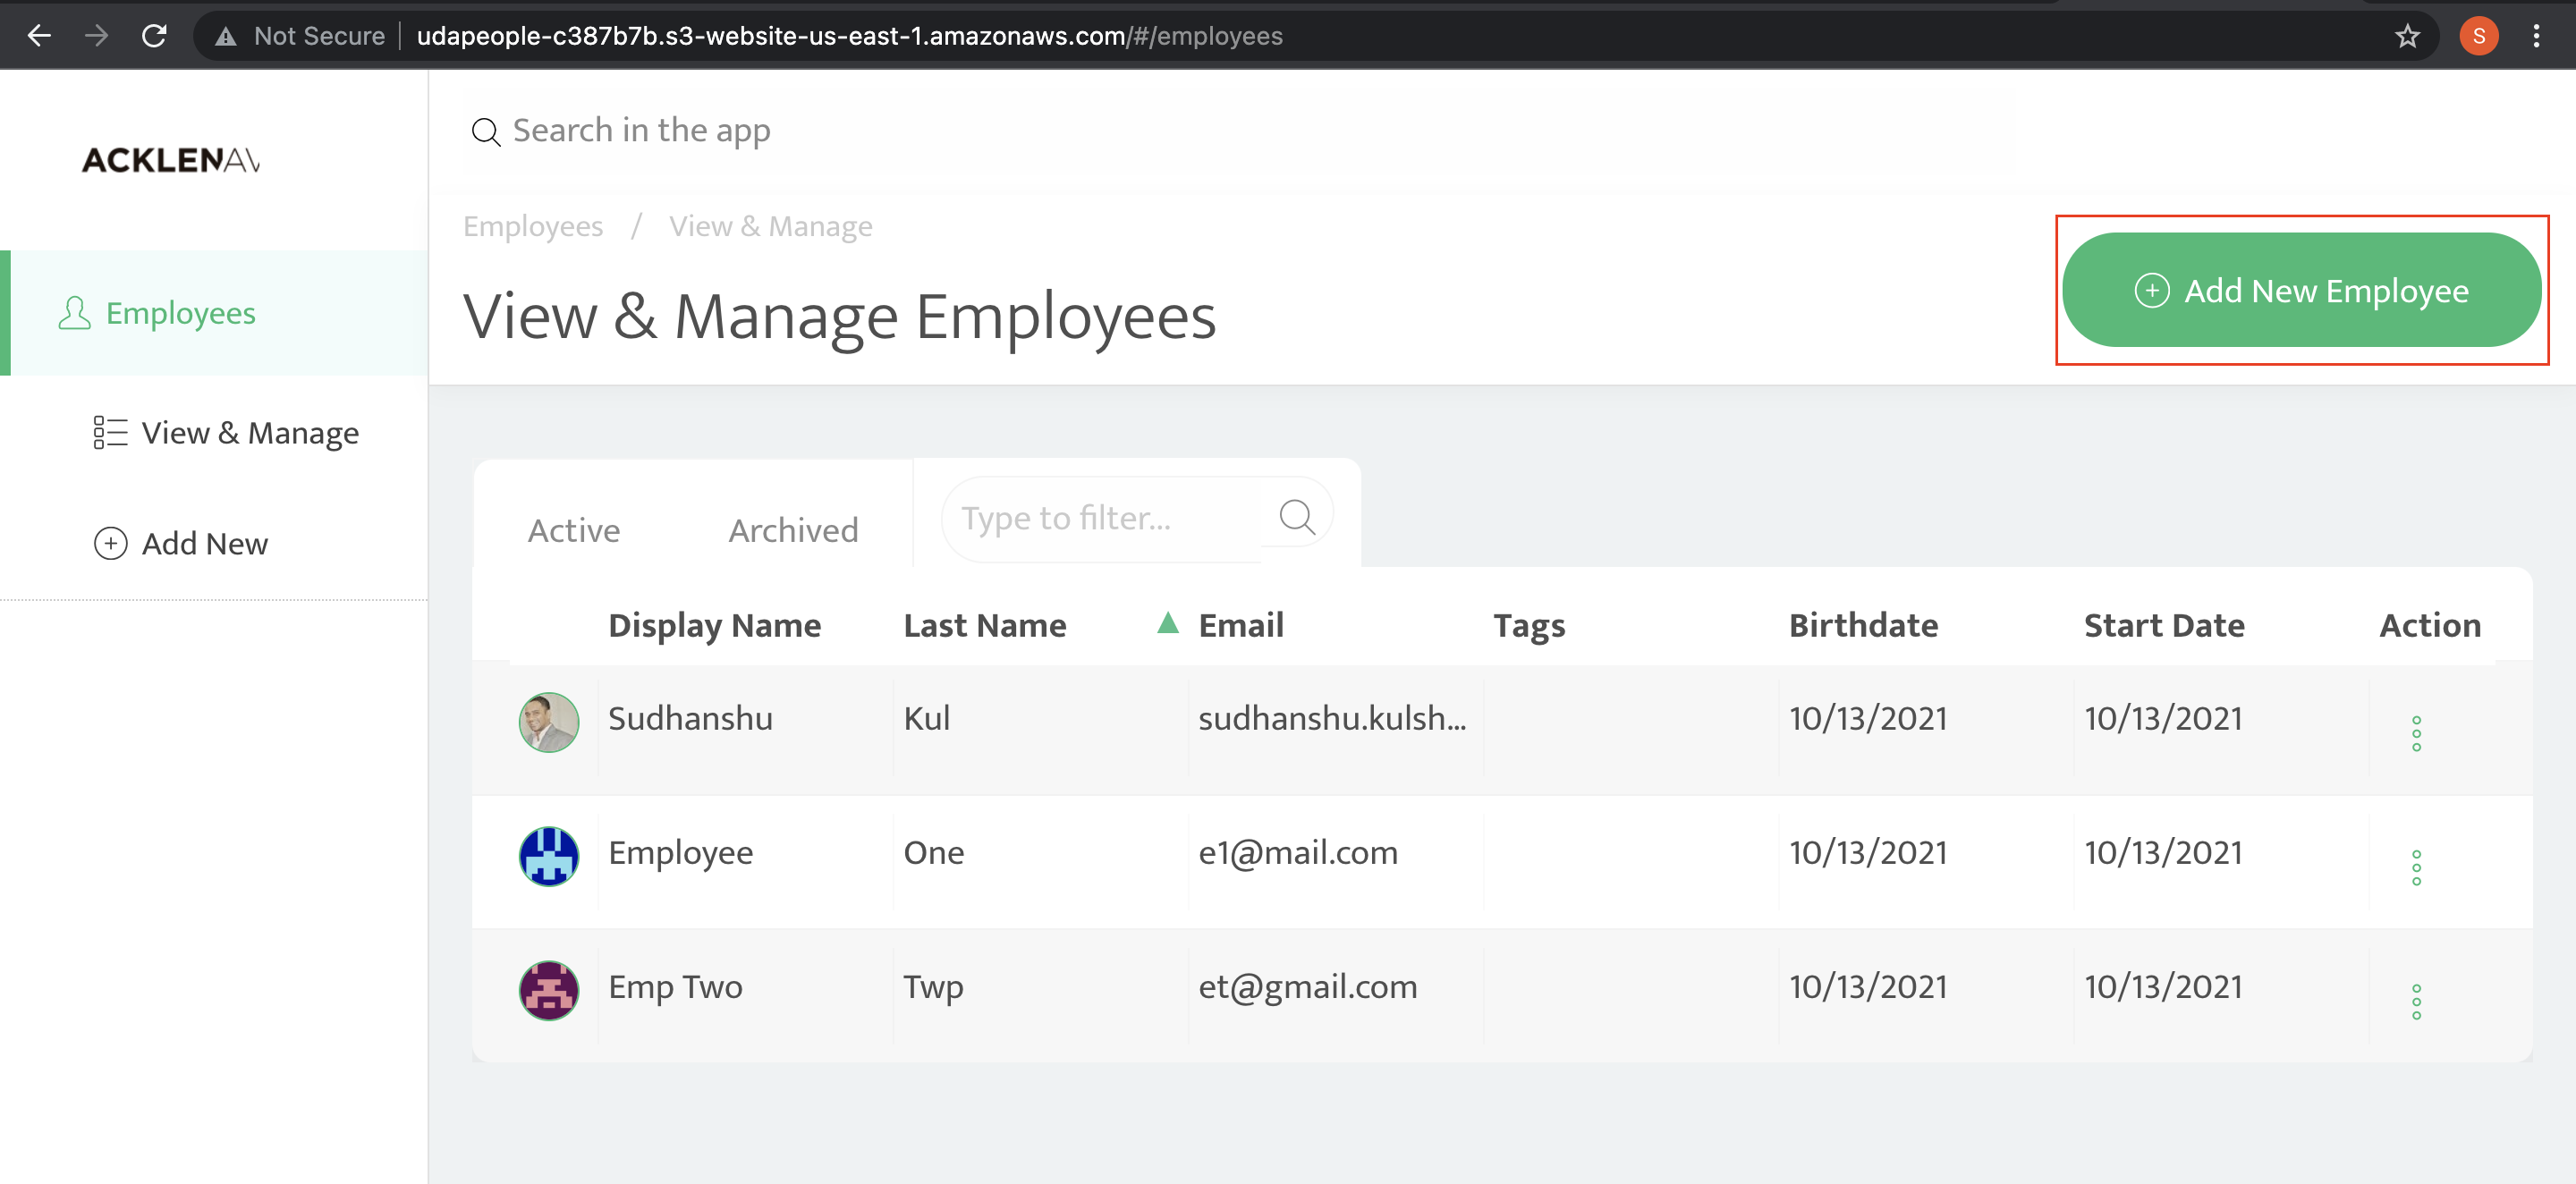 Not Secure udapeople-c387b7b.s3-website-us-east-1.amazonaws.com/#/employees
S
ACKLENAV
Search in the app
Employees / View & Manage
View & Manage Employees
Add New Employee
Employees
View & Manage
Add New
Active Archived Type to filter...
Display Name Last Name Email Tags Birthdate Start Date Action
Sudhanshu Kul sudhanshu.kulsh... 10/13/2021 10/13/2021
Employee One e1@mail.com 10/13/2021 10/13/2021
Emp Two Twp et@gmail.com 10/13/2021 10/13/2021